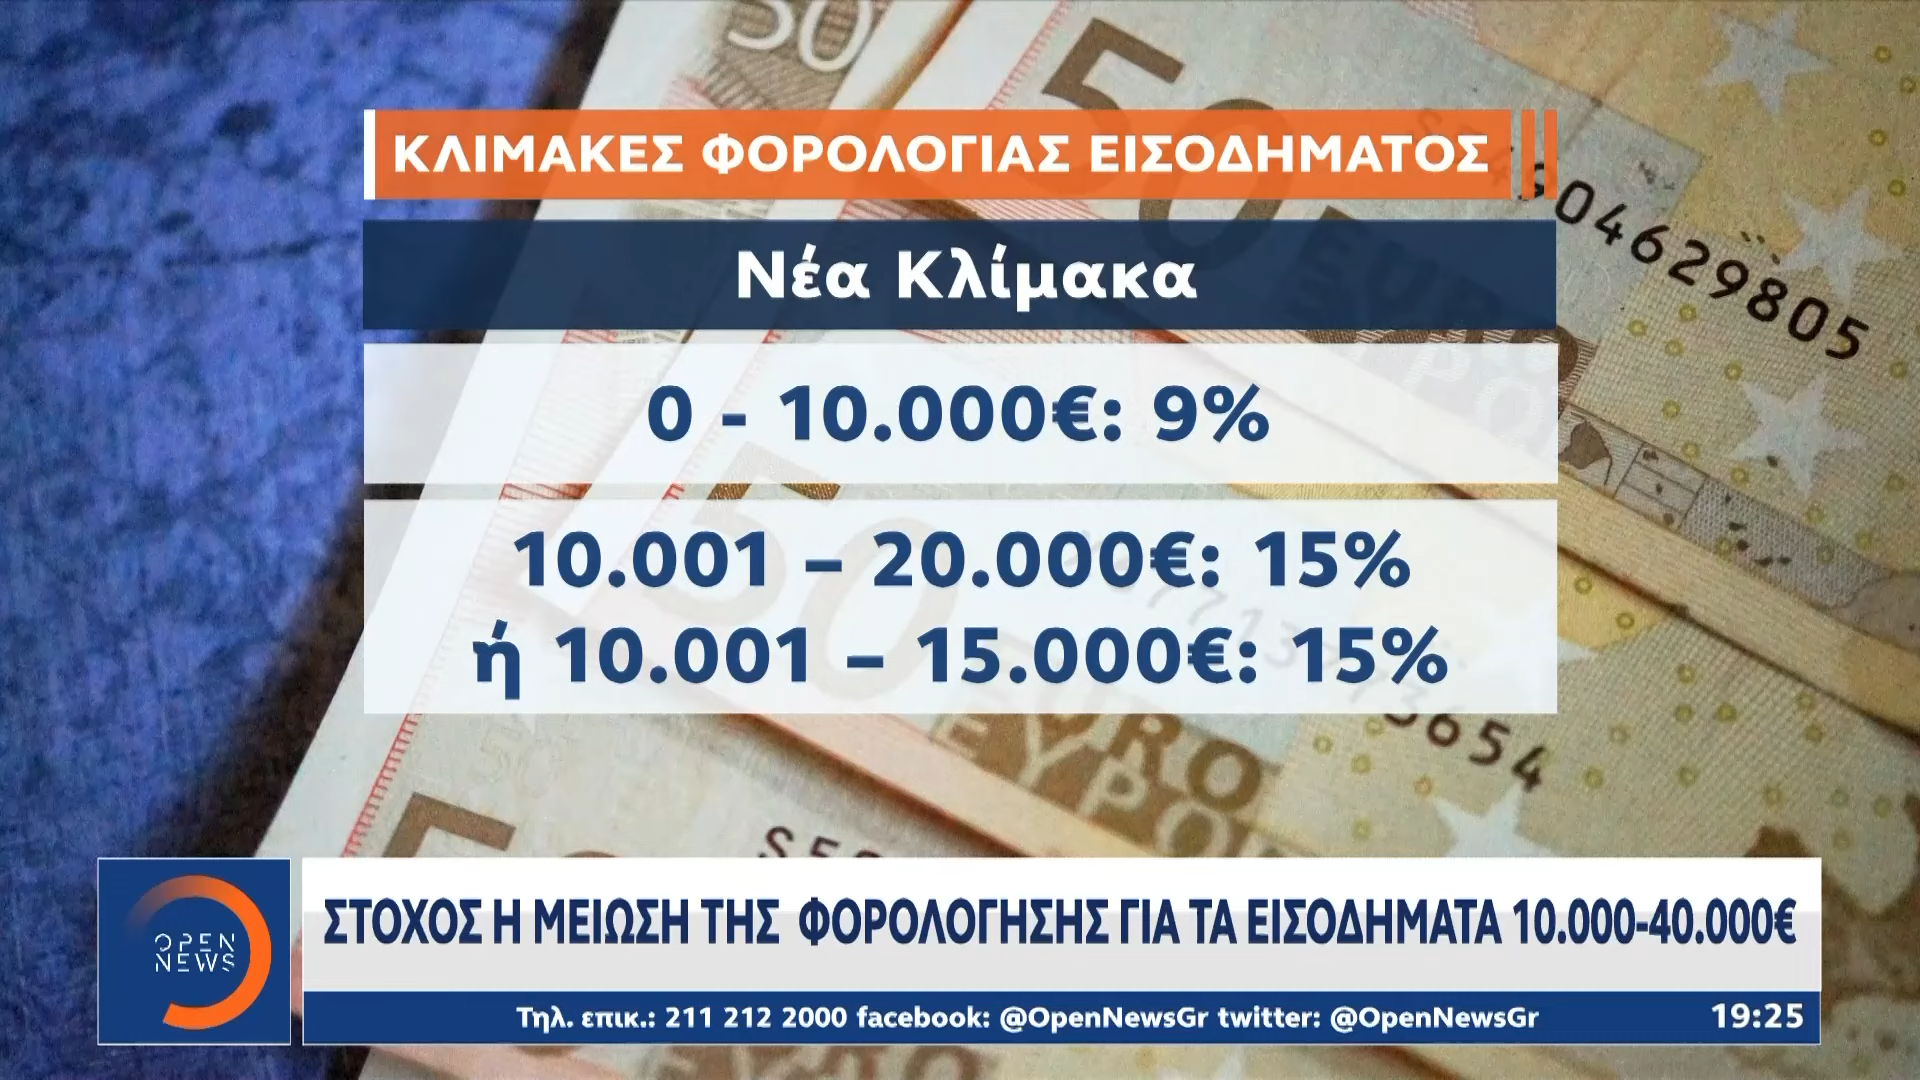 50
50
ΚΛΙΜΑΚΕΣ ΦΟΡΟΛΟΓΙΑΣ ΕΙΣΟΔΗΜΑΤΟΣ
Νέα Κλίμακα
0 - 10.000€: 9%
10.001 – 20.000€: 15%
ή 10.001 – 15.000€: 15%
ΣΤΟΧΟΣ Η ΜΕΙΩΣΗ ΤΗΣ ΦΟΡΟΛΟΓΗΣΗΣ ΓΙΑ ΤΑ ΕΙΣΟΔΗΜΑΤΑ 10.000-40.000€
OPEN
NEWS
Τηλ. επικ.: 211 212 2000 facebook: @OpenNewsGr twitter: @OpenNewsGr
19:25